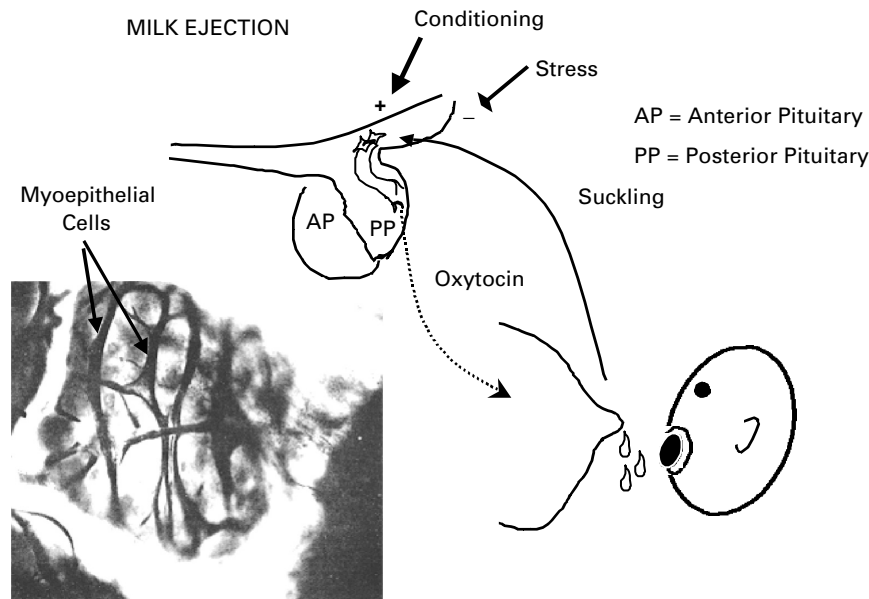 MILK EJECTION
Conditioning
Stress
+
–
AP = Anterior Pituitary
PP = Posterior Pituitary
Suckling
Myoepithelial
Cells
AP
PP
Oxytocin